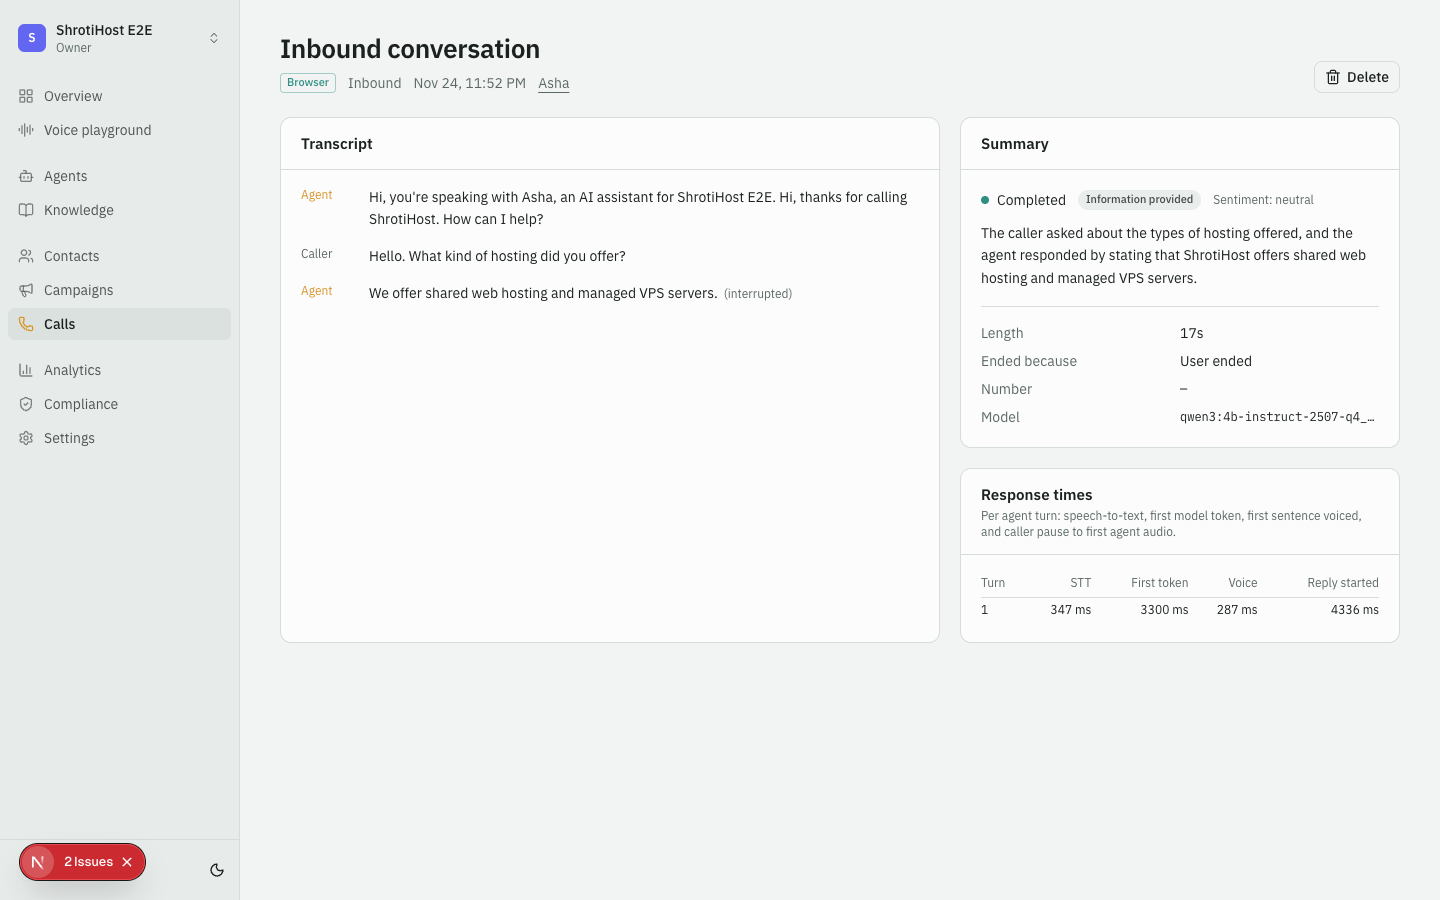 S
ShrotiHost E2E
Owner
Overview
Voice playground
Agents
Knowledge
Contacts
Campaigns
Calls
Analytics
Compliance
Settings
2 Issues
Inbound conversation
Browser Inbound Nov 24, 11:52 PM Asha
Delete
Transcript
Agent Hi, you're speaking with Asha, an AI assistant for ShrotiHost E2E. Hi, thanks for calling
ShrotiHost. How can I help?
Caller Hello. What kind of hosting did you offer?
Agent We offer shared web hosting and managed VPS servers. (interrupted)
Summary
Completed Information provided Sentiment: neutral
The caller asked about the types of hosting offered, and the
agent responded by stating that ShrotiHost offers shared web
hosting and managed VPS servers.
Length 17s
Ended because User ended
Number –
Model qwen3:4b-instruct-2507-q4_…
Response times
Per agent turn: speech-to-text, first model token, first sentence voiced,
and caller pause to first agent audio.
Turn STT First token Voice Reply started
1 347 ms 3300 ms 287 ms 4336 ms